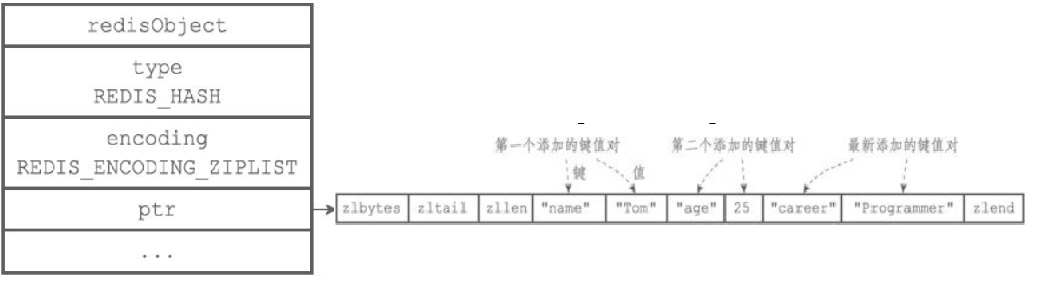 redisObject
type
REDIS_HASH
encoding
REDIS_ENCODING_ZIPLIST
ptr
...
第一个添加的键值对 第二个添加的键值对 最新添加的键值对
键 值
zlbytes zltail zllen "name" "Tom" "age" 25 "career" "Programmer" zlend